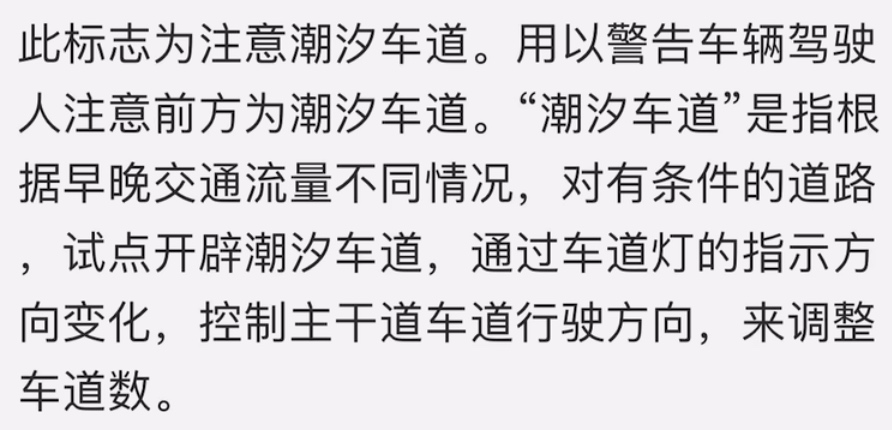 此标志为注意潮汐车道。用以警告车辆驾驶
人注意前方为潮汐车道。“潮汐车道”是指根
据早晚交通流量不同情况，对有条件的道路
，试点开辟潮汐车道，通过车道灯的指示方
向变化，控制主干道车道行驶方向，来调整
车道数。